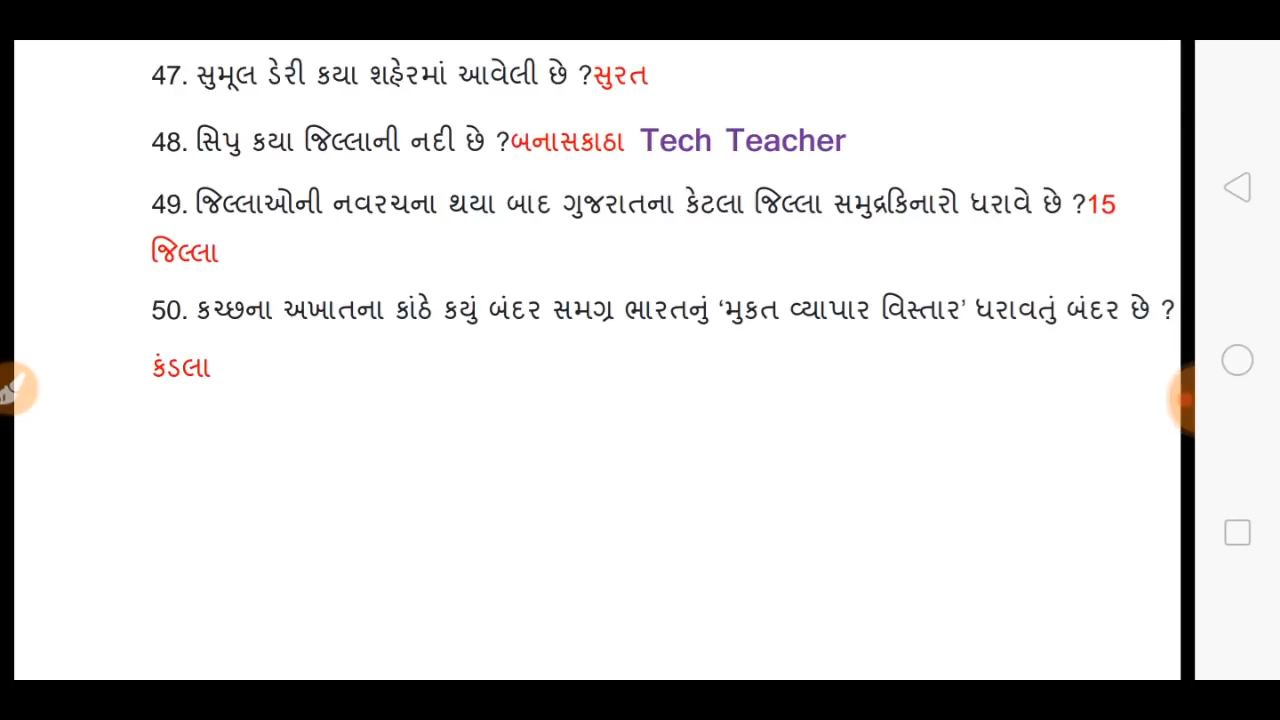 47. સુમૂલ ડેરી કયા શહેરમાં આવેલી છે ?સુરત
48. સિપુ કયા જિલ્લાની નદી છે ?બનાસકાઠા Tech Teacher
49. જિલ્લાઓની નવરચના થયા બાદ ગુજરાતના કેટલા જિલ્લા સમુદ્રકિનારો ધરાવે છે ?15
જિલ્લા
50. કચ્છના અખાતના કાંઠે કયું બંદર સમગ્ર ભારતનું ‘મુકત વ્યાપાર વિસ્તાર’ ધરાવતું બંદર છે ?
કંડલા